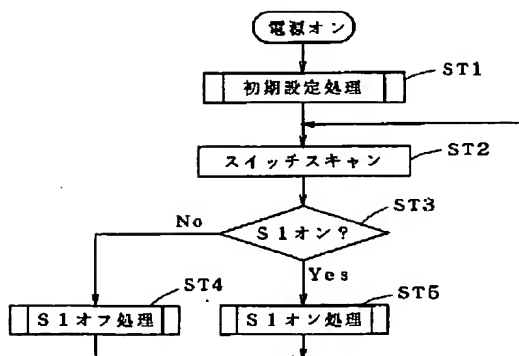 電源オン
ST1
初期設定処理
ST2
スイッチスキャン
ST3
S1オン?
No
Yes
ST4
ST5
S1オフ処理
S1オン処理